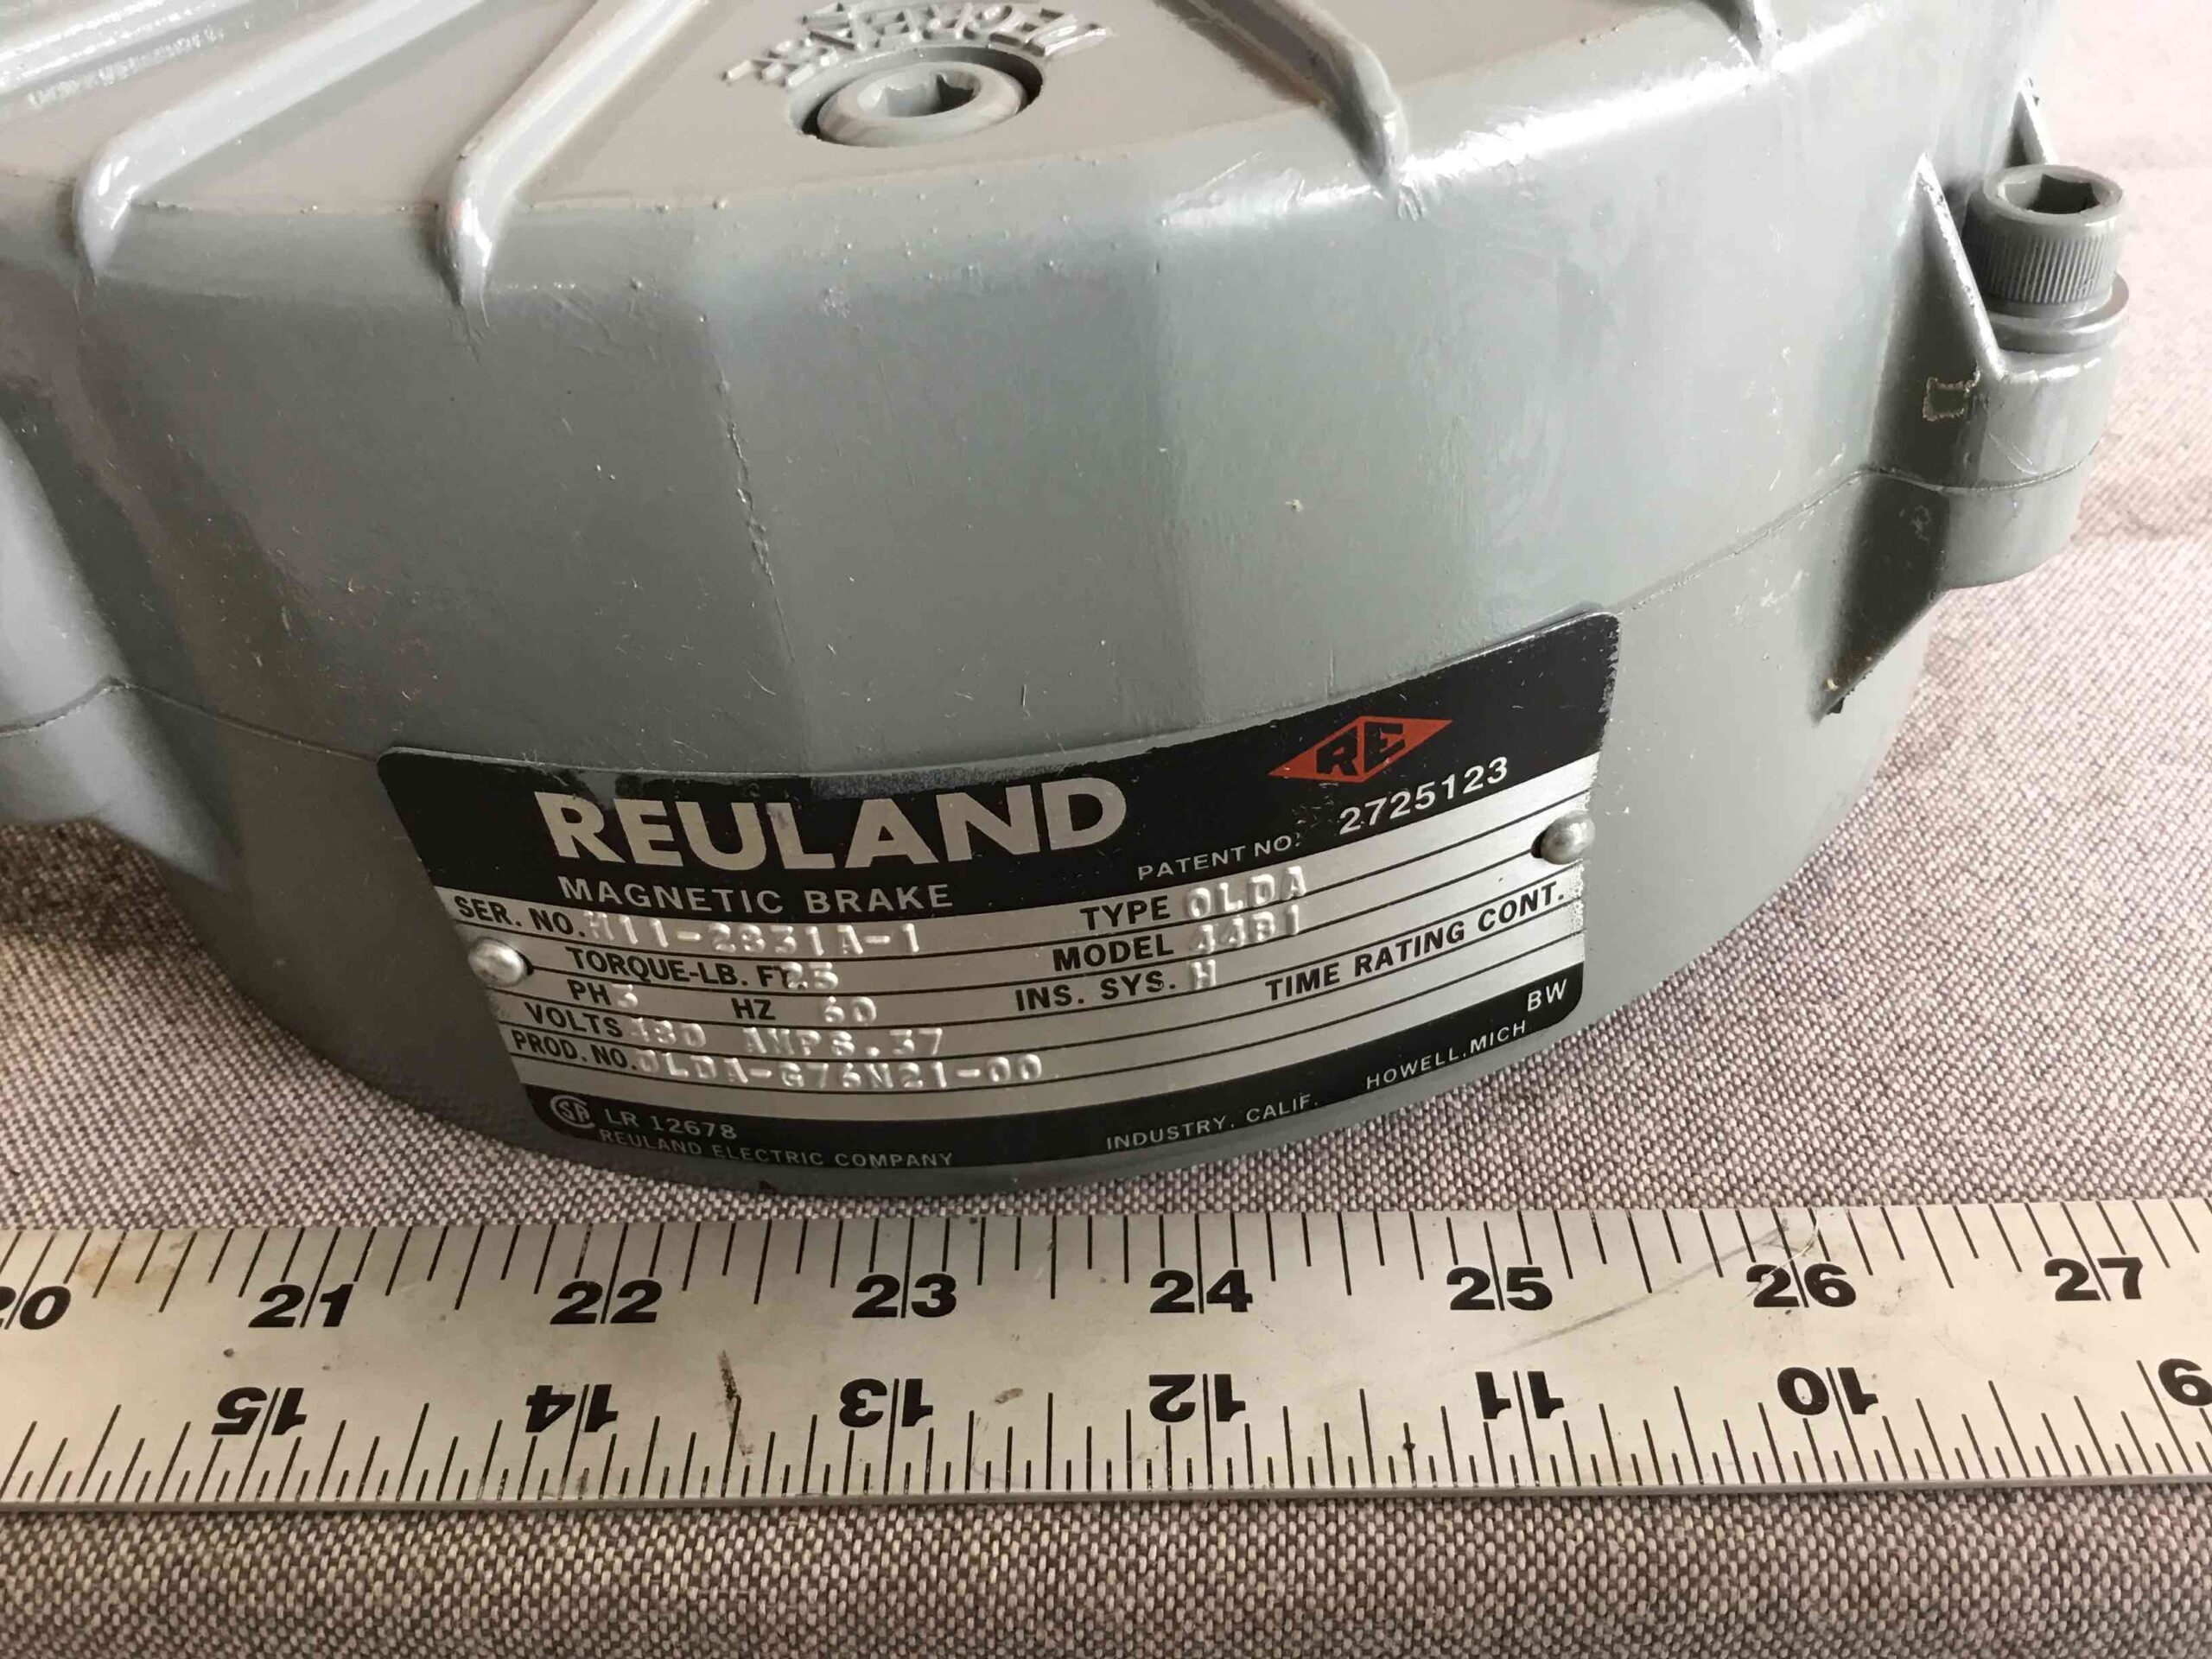 RE
REULAND
MAGNETIC BRAKE PATENT NO. 2725123
SER. NO. TYPE OLDA
TORQUE-LB. FT. 25 MODEL 44B1
PH 3 HZ 60 INS. SYS. H TIME RATING CONT.
VOLTS 480 AMPS .37
PROD. NO. OLDA-G76N21-00
BW
LR 12678
REULAND ELECTRIC COMPANY INDUSTRY, CALIF. HOWELL, MICH
20 21 22 23 24 25 26 27
15 14 13 12 11 10 9